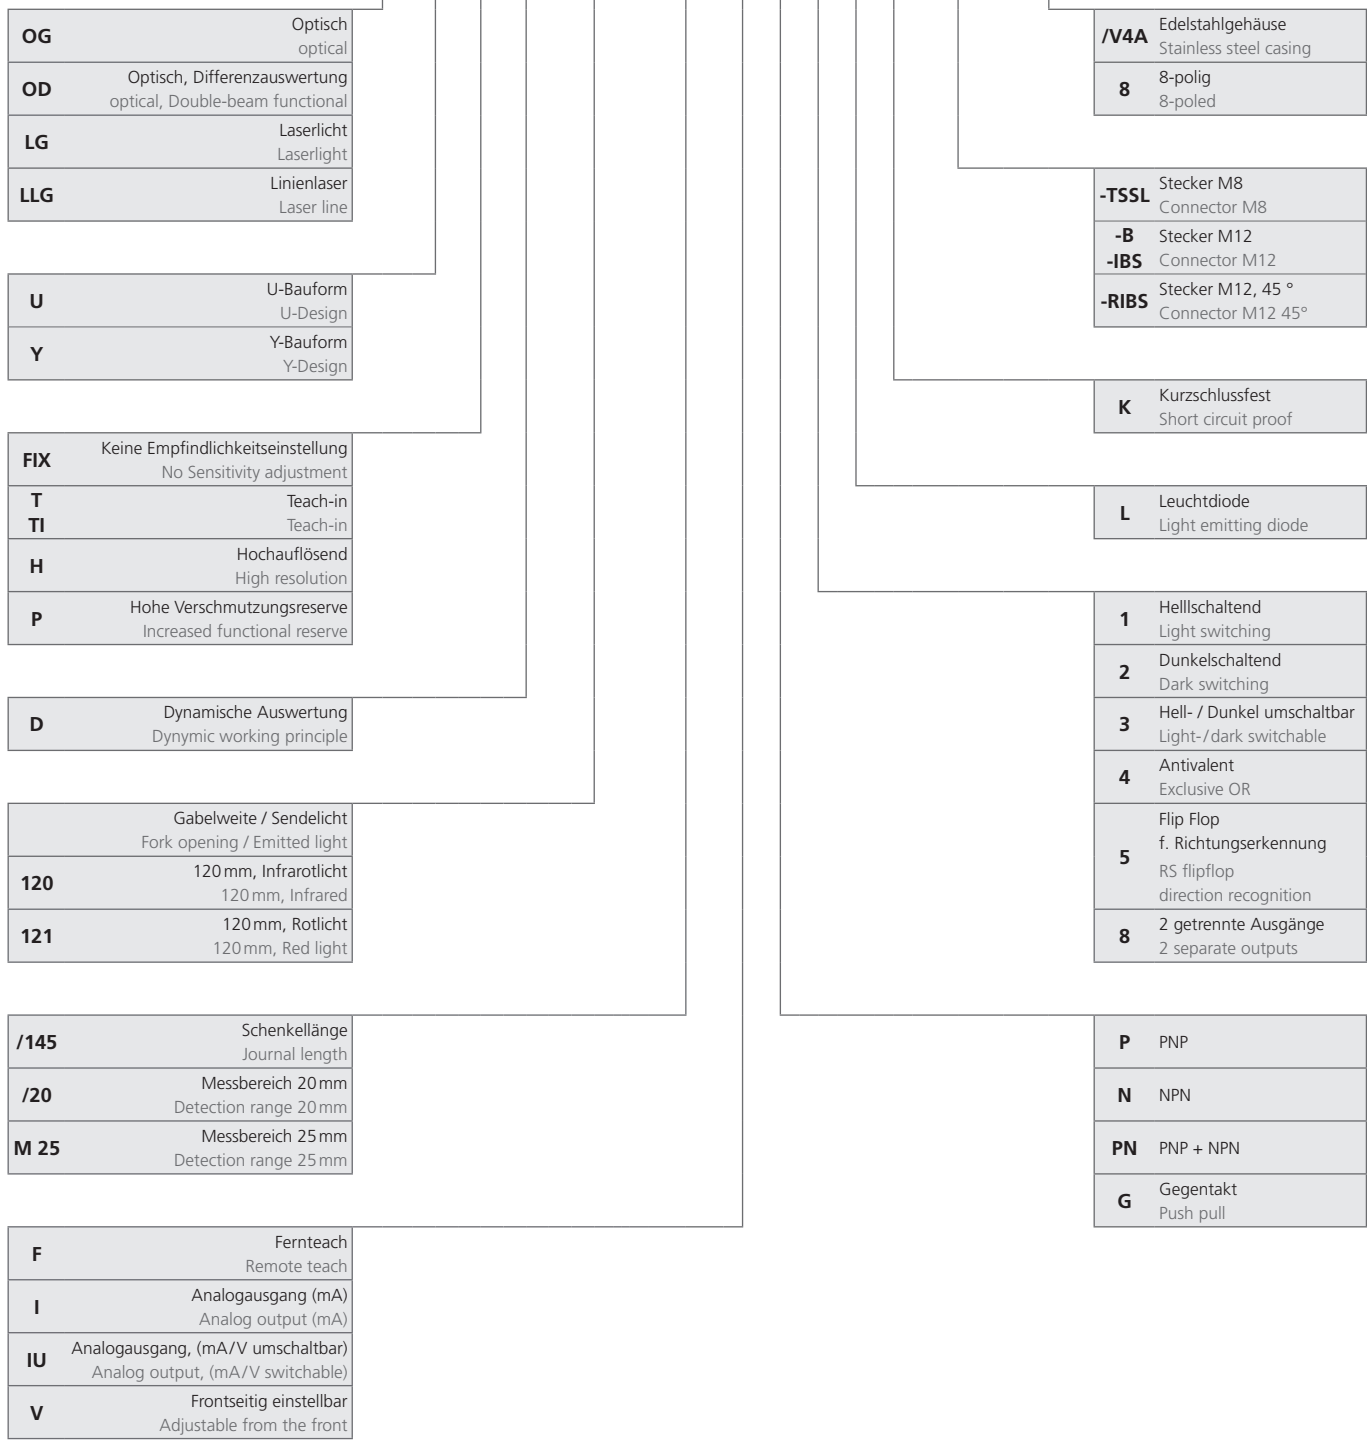 OG
Optisch
optical
OD
Optisch, Differenzauswertung
optical, Double-beam functional
LG
Laserlicht
Laserlight
LLG
Linienlaser
Laser line
U
U-Bauform
U-Design
Y
Y-Bauform
Y-Design
FIX
Keine Empfindlichkeitseinstellung
No Sensitivity adjustment
T
TI
Teach-in
Teach-in
H
Hochauflösend
High resolution
P
Hohe Verschmutzungsreserve
Increased functional reserve
D
Dynamische Auswertung
Dynymic working principle
Gabelweite / Sendelicht
Fork opening / Emitted light
120
120 mm, Infrarotlicht
120 mm, Infrared
121
120 mm, Rotlicht
120 mm, Red light
/145
Schenkellänge
Journal length
/20
Messbereich 20 mm
Detection range 20 mm
M 25
Messbereich 25 mm
Detection range 25 mm
F
Fernteach
Remote teach
I
Analogausgang (mA)
Analog output (mA)
IU
Analogausgang, (mA/V umschaltbar)
Analog output, (mA/V switchable)
V
Frontseitig einstellbar
Adjustable from the front
/V4A
Edelstahlgehäuse
Stainless steel casing
8
8-polig
8-poled
-TSSL
Stecker M8
Connector M8
-B
-IBS
Stecker M12
Connector M12
-RIBS
Stecker M12, 45 °
Connector M12 45°
K
Kurzschlussfest
Short circuit proof
L
Leuchtdiode
Light emitting diode
1
Helllschaltend
Light switching
2
Dunkelschaltend
Dark switching
3
Hell- / Dunkel umschaltbar
Light-/dark switchable
4
Antivalent
Exclusive OR
5
Flip Flop
f. Richtungserkennung
RS flipflop
direction recognition
8
2 getrennte Ausgänge
2 separate outputs
P
PNP
N
NPN
PN
PNP + NPN
G
Gegentakt
Push pull